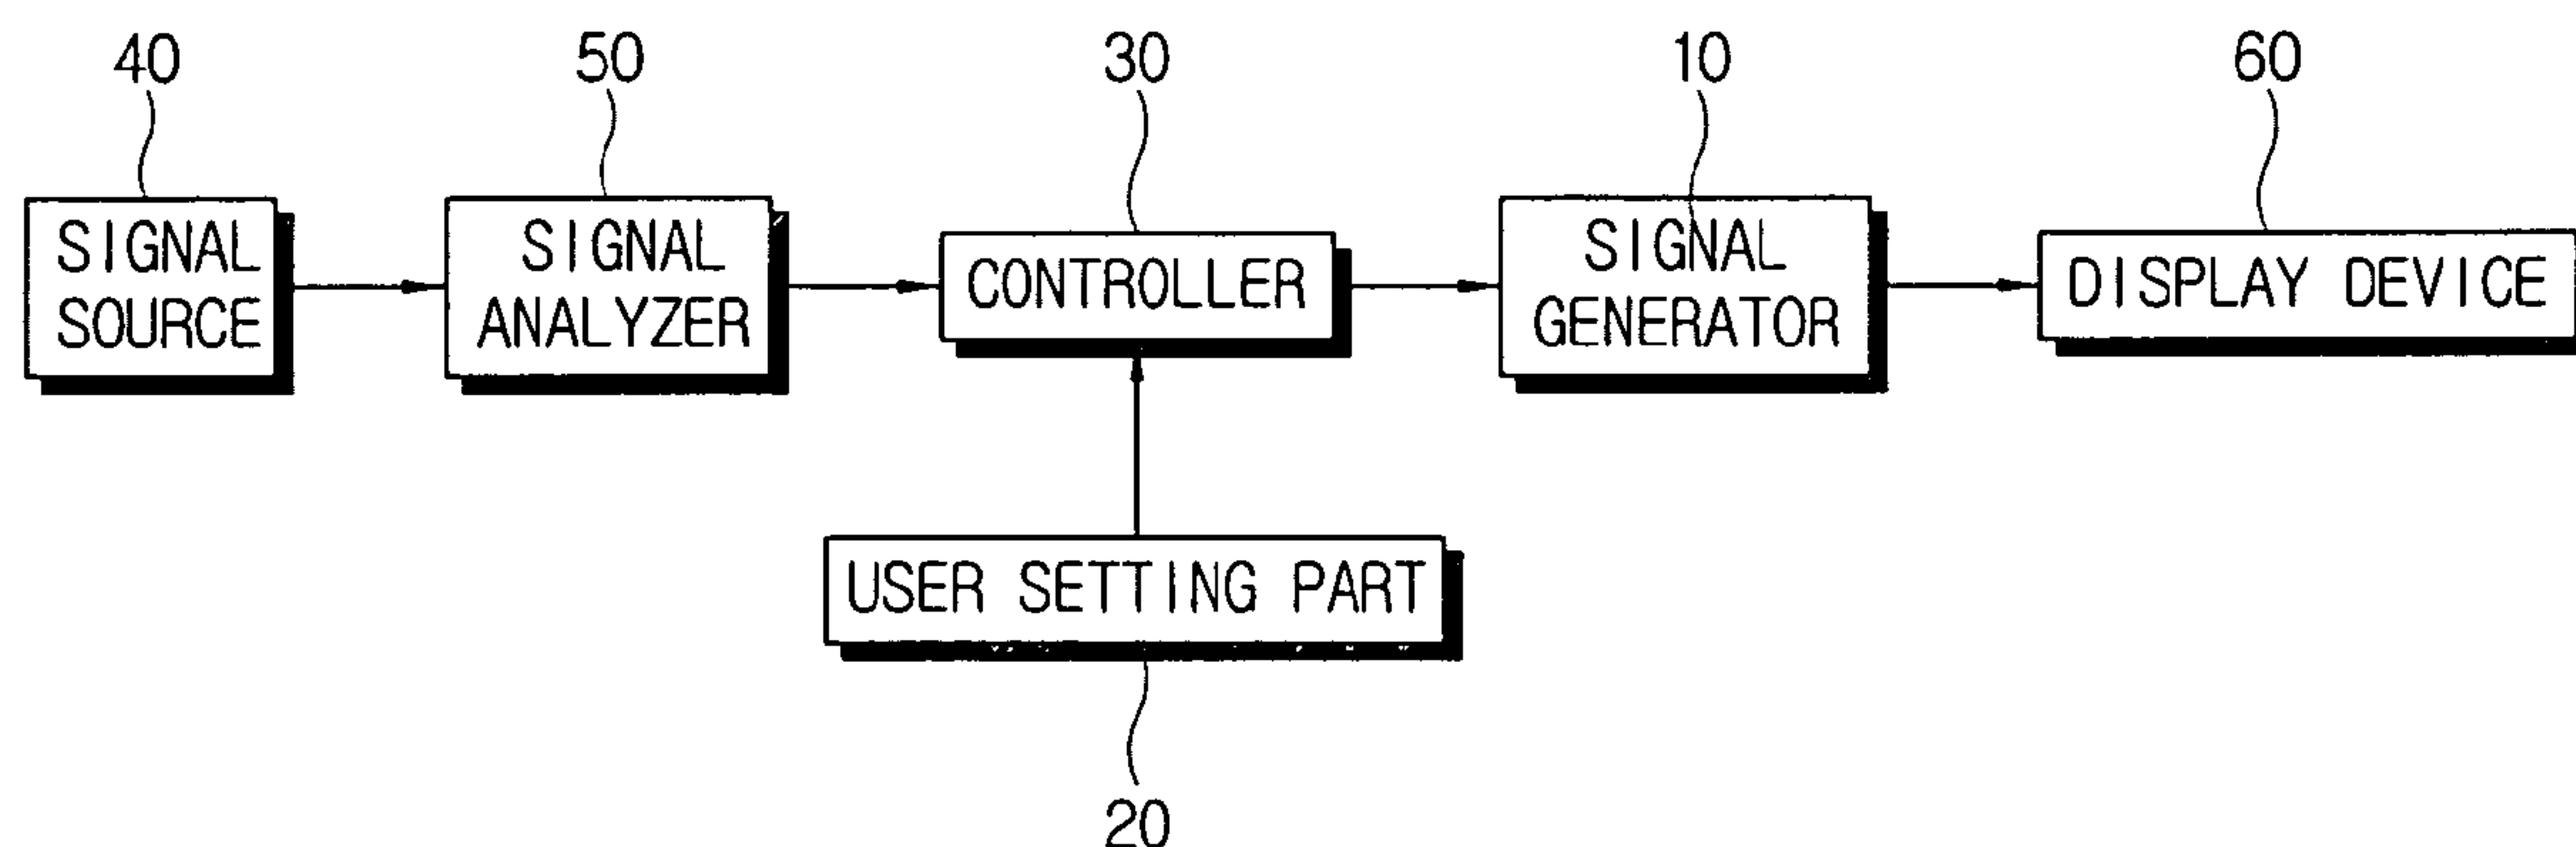 40
50
30
10
60
SIGNAL
SOURCE
SIGNAL
ANALYZER
CONTROLLER
SIGNAL
GENERATOR
DISPLAY DEVICE
USER SETTING PART
20